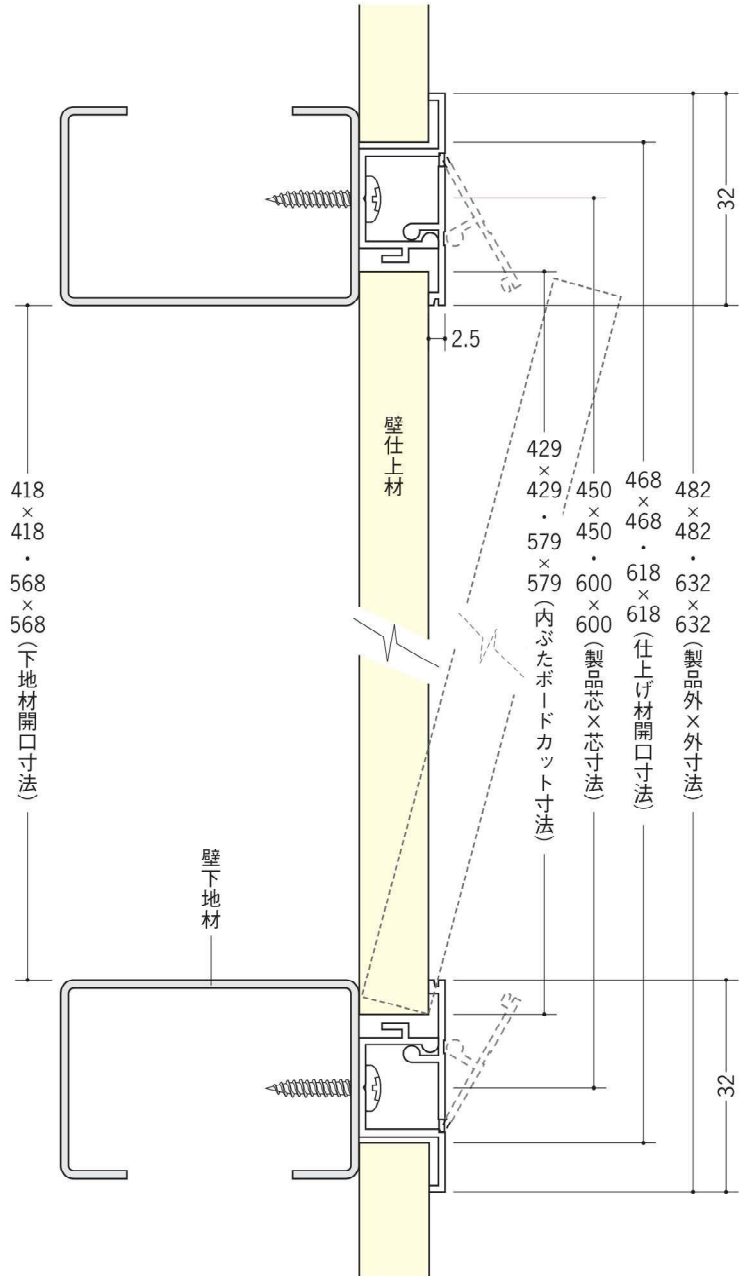 32
2.5
壁仕上材
418×418・568×568(下地材開口寸法)
429×429・579×579(内ぶたボードカット寸法)
450×450・600×600(製品芯×芯寸法)
468×468・618×618(仕上げ材開口寸法)
482×482・632×632(製品外×外寸法)
壁下地材
32